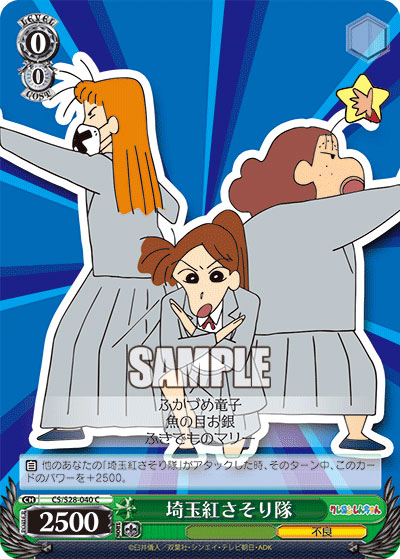 LEVEL
0
0
COST
SAMPLE
ふかづめ竜子
魚の目お銀
ふきでものマリー
自 他のあなたの「埼玉紅さそり隊」がアタックした時、そのターン中、このカー
ドのパワーを+2500。
CH
CS/S28-040 C
POWER
2500
埼玉紅さそり隊
クレヨンしんちゃん
不良
©臼井儀人/双葉社・シンエイ・テレビ朝日・ADK